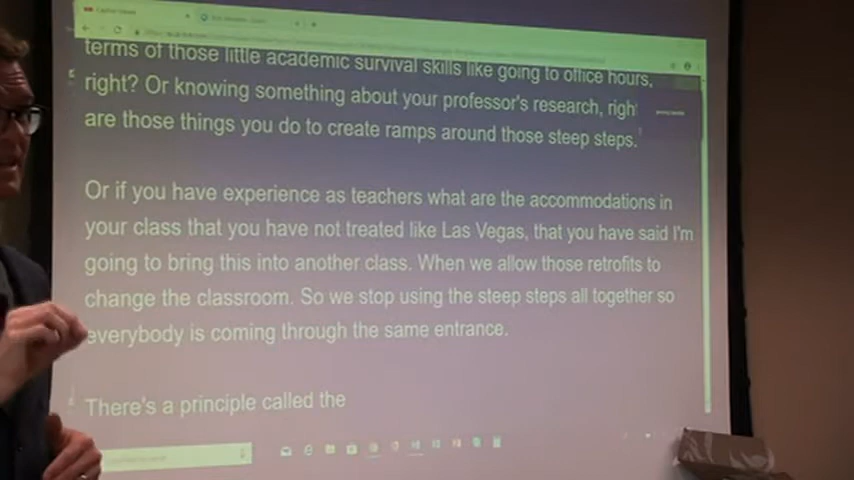 terms of those little academic survival skills like going to office hours,
right? Or knowing something about your professor's research, righ
are those things you do to create ramps around those steep steps.
Or if you have experience as teachers what are the accommodations in
your class that you have not treated like Las Vegas, that you have said I'm
going to bring this into another class. When we allow those retrofits to
change the classroom. So we stop using the steep steps all together so
everybody is coming through the same entrance.
There's a principle called the